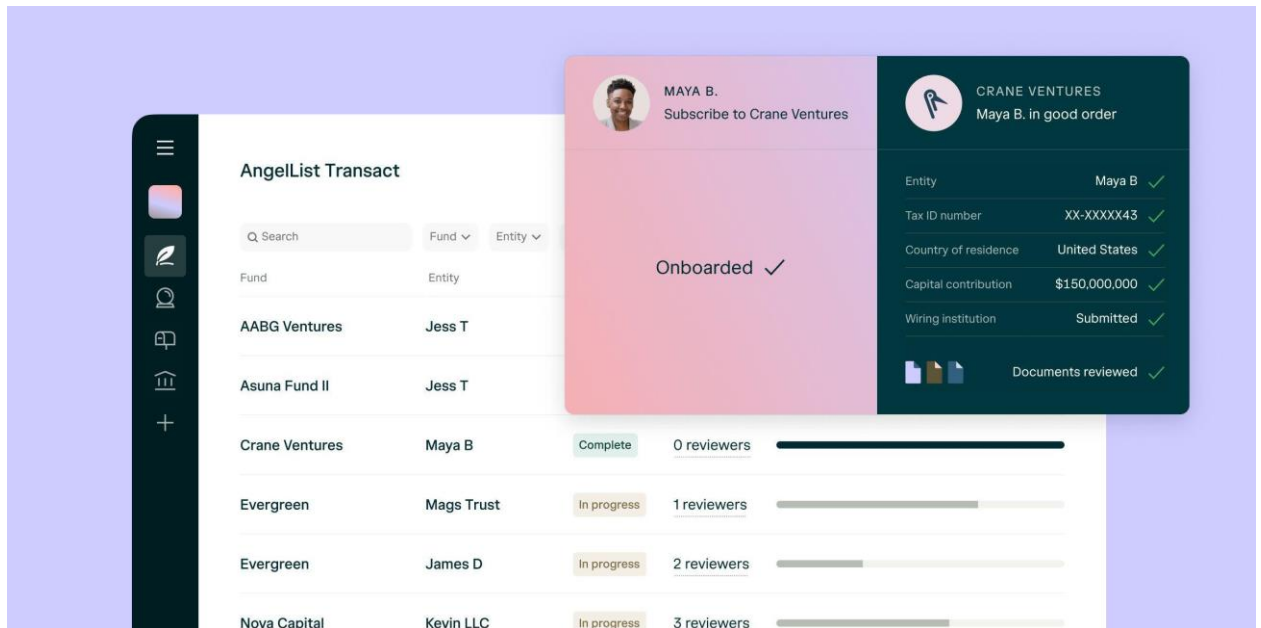 MAYA B.
Subscribe to Crane Ventures
Onboarded
CRANE VENTURES
Maya B. in good order
Entity Maya B
Tax ID number XX-XXXXX43
Country of residence United States
Capital contribution $150,000,000
Wiring institution Submitted
Documents reviewed
AngelList Transact
Search Fund Entity
Fund Entity
AABG Ventures Jess T
Asuna Fund II Jess T
Crane Ventures Maya B Complete 0 reviewers
Evergreen Mags Trust In progress 1 reviewers
Evergreen James D In progress 2 reviewers
Nova Capital Kevin LLC In progress 3 reviewers